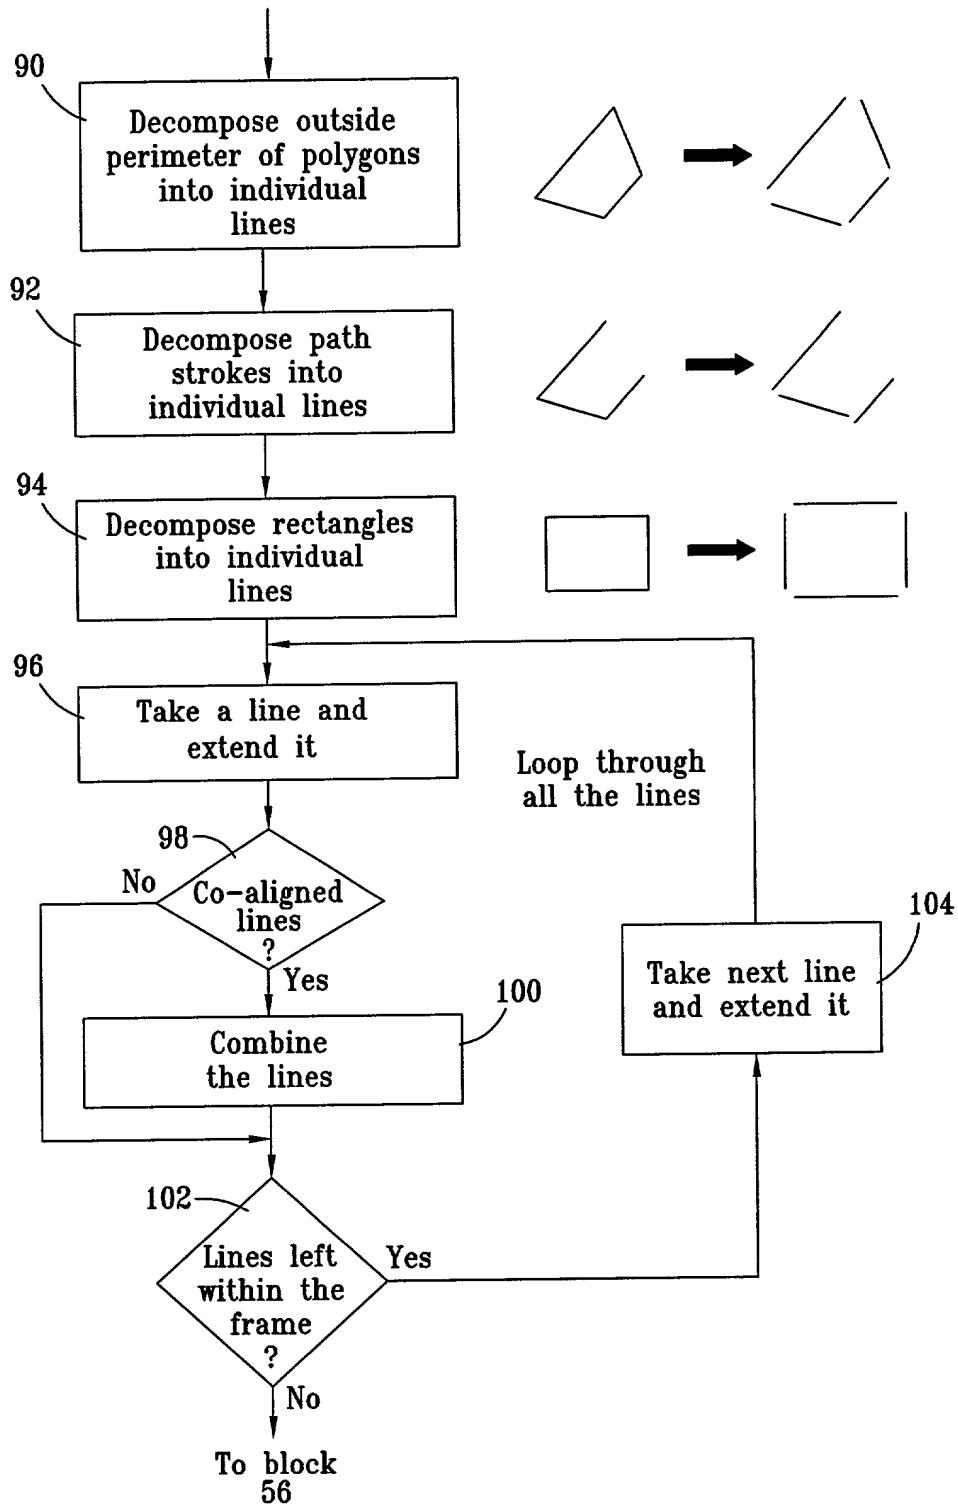 90
Decompose outside
perimeter of polygons
into individual
lines
92
Decompose path
strokes into
individual lines
94
Decompose rectangles
into individual
lines
96
Take a line and
extend it
Loop through
all the lines
98
No
Co-aligned
lines
?
Yes
104
Take next line
and extend it
100
Combine
the lines
102
Lines left
within the
frame
?
Yes
No
To block
56